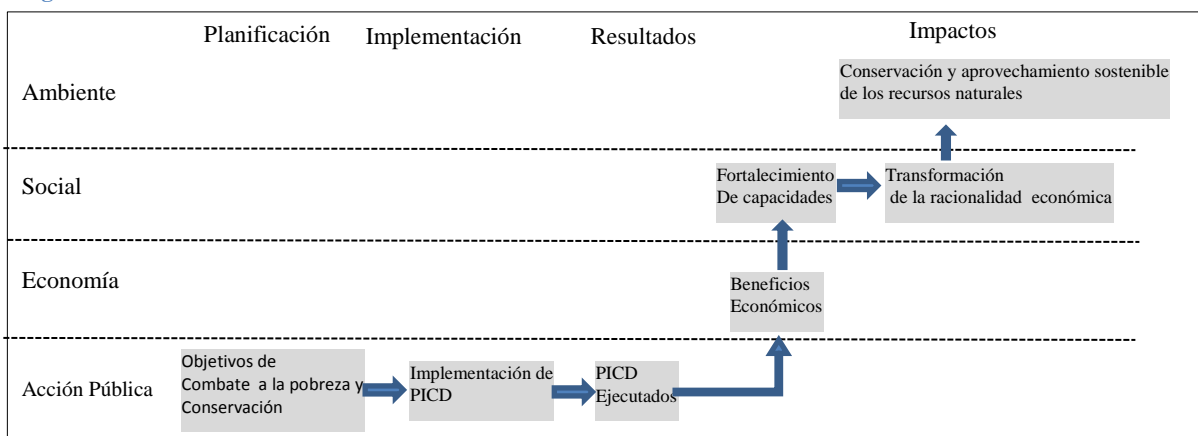 Planificación Implementación Resultados Impactos
Ambiente
Conservación y aprovechamiento sostenible
de los recursos naturales
Social
Fortalecimiento
De capacidades
Transformación
de la racionalidad económica
Economía
Beneficios
Económicos
Acción Pública
Objetivos de
Combate a la pobreza y
Conservación
Implementación de
PICD
PICD
Ejecutados